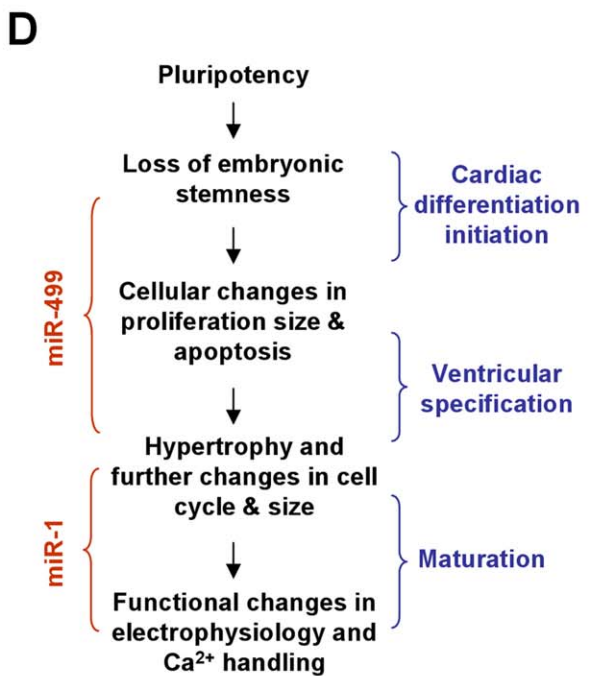 D
Pluripotency
Loss of embryonic
stemness
Cardiac
differentiation
initiation
miR-499
Cellular changes in
proliferation size &
apoptosis
Ventricular
specification
Hypertrophy and
further changes in cell
cycle & size
miR-1
Maturation
Functional changes in
electrophysiology and
Ca²⁺ handling